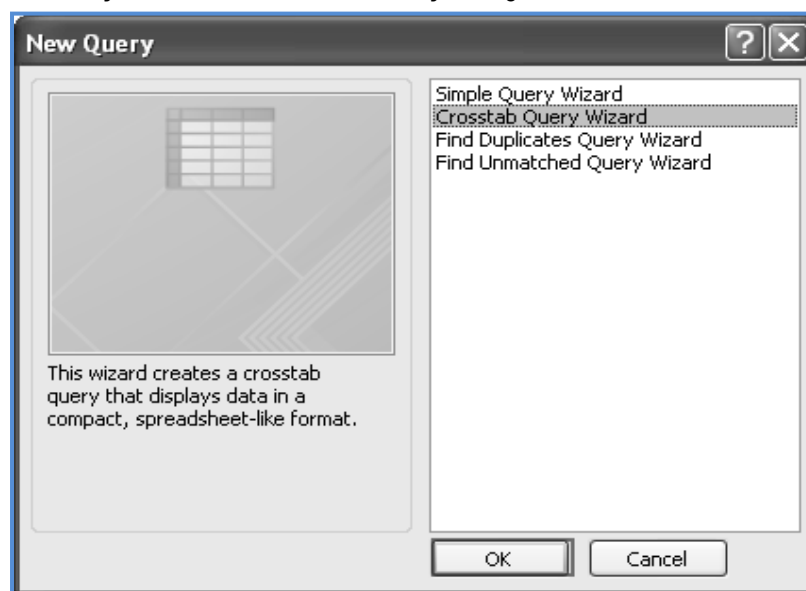 New Query
Simple Query Wizard
Crosstab Query Wizard
Find Duplicates Query Wizard
Find Unmatched Query Wizard
This wizard creates a crosstab
query that displays data in a
compact, spreadsheet-like format.
OK
Cancel